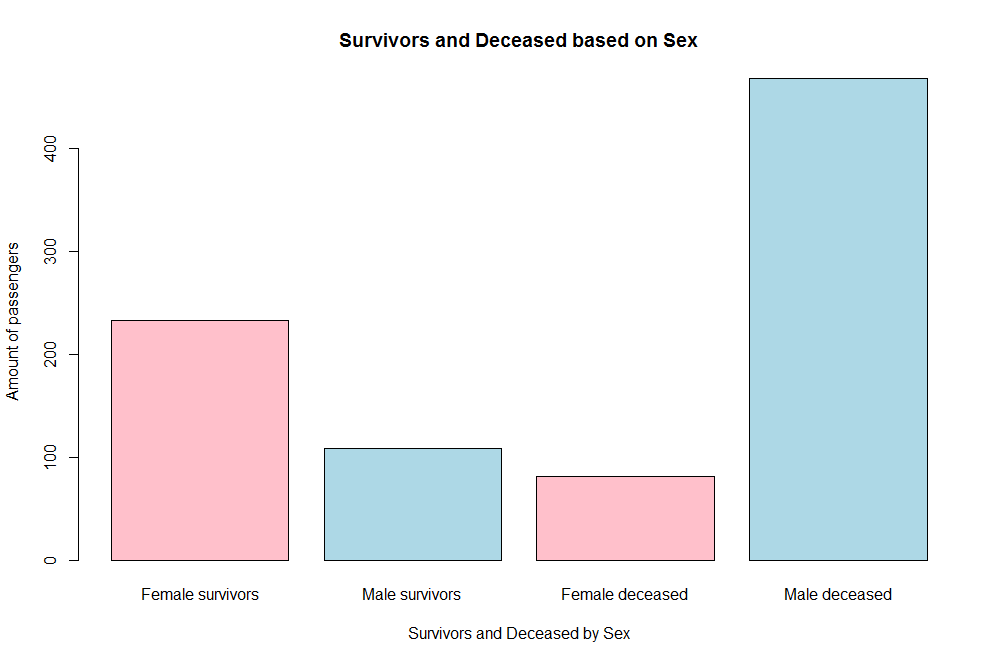 Survivors and Deceased based on Sex
Amount of passengers
400
300
200
100
0
Female survivors
Male survivors
Female deceased
Male deceased
Survivors and Deceased by Sex